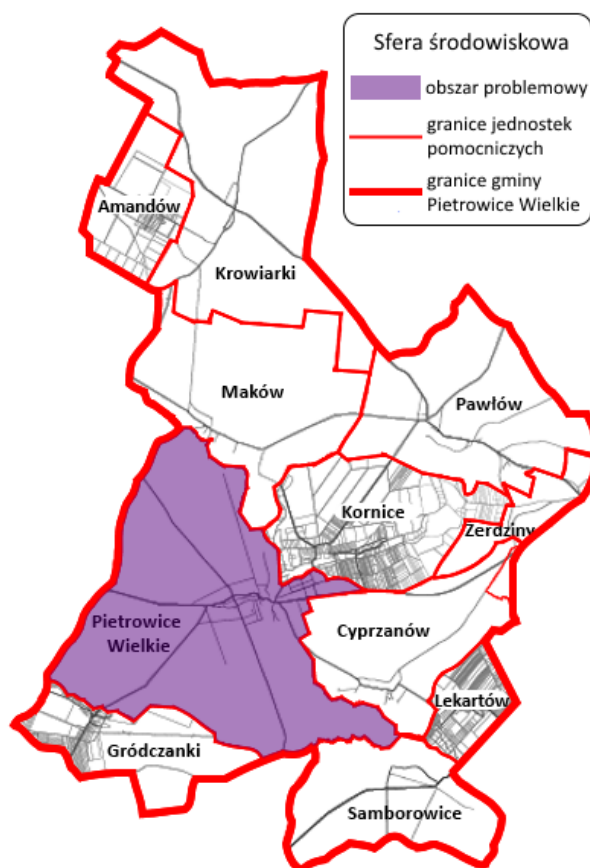 Sfera środowiskowa
obszar problemowy
granice jednostek
pomocniczych
granice gminy
Pietrowice Wielkie
Amandów
Krowiarki
Maków
Pawłów
Kornice
Żerdziny
Pietrowice
Wielkie
Cyprzanów
Lekartów
Gródczanki
Samborowice